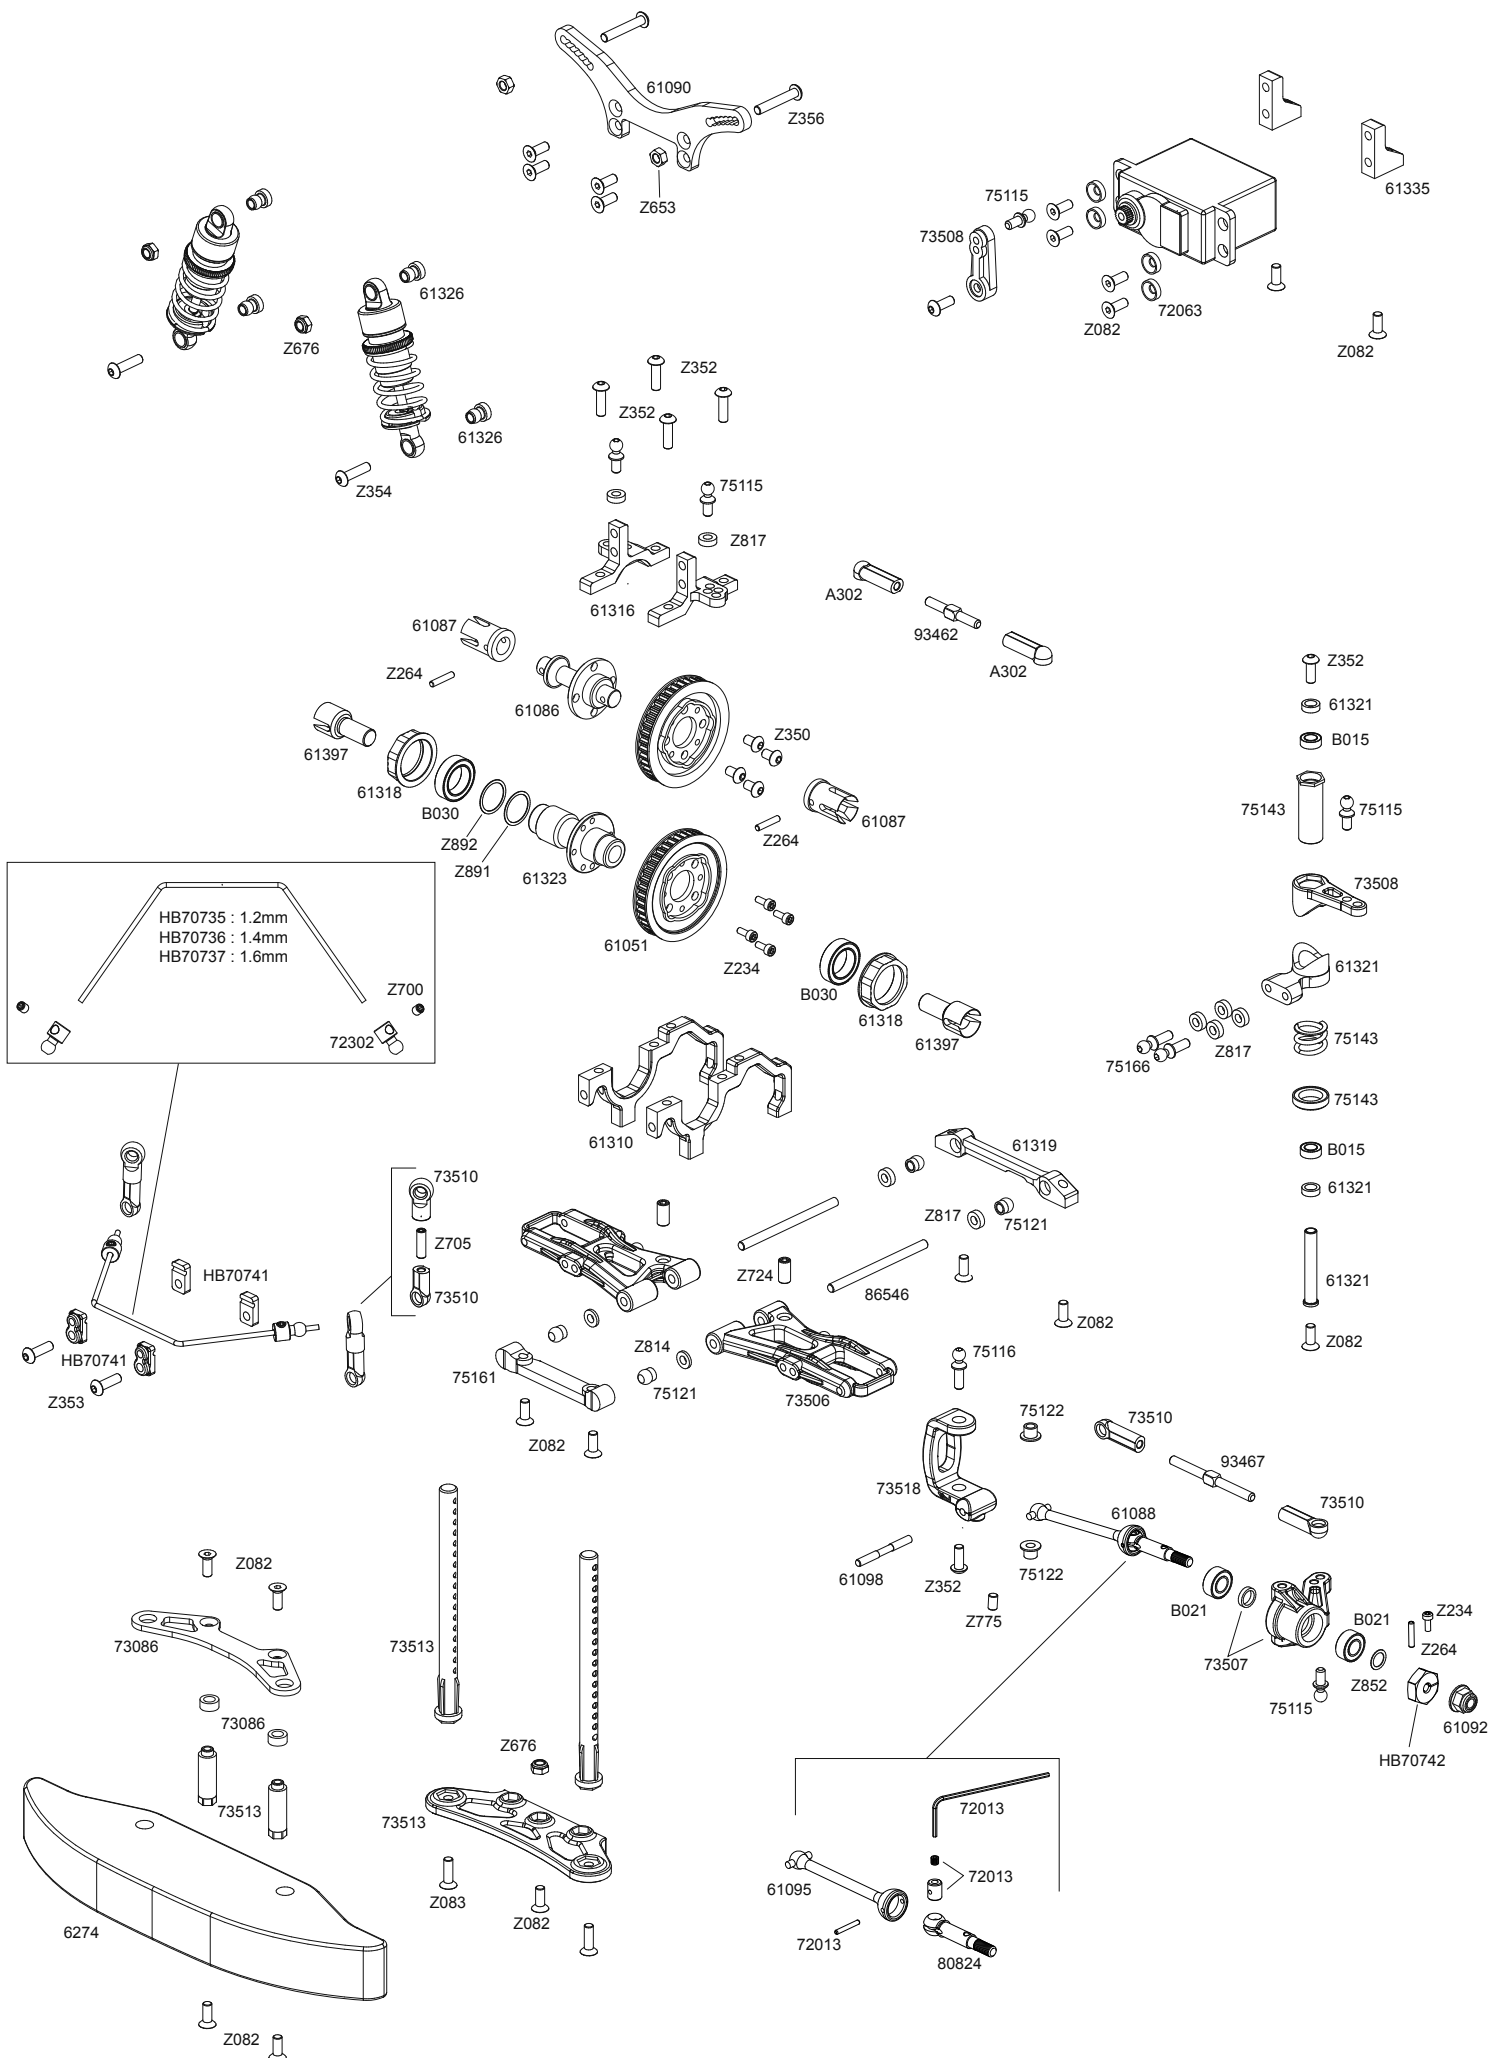 61090
Z356
Z653
61335
75115
73508
Z082
72063
Z082
61326
Z676
61326
Z354
Z352
Z352
75115
Z817
61316
A302
93462
A302
61087
Z264
61086
61397
61318
B030
Z892
Z891
61323
Z350
61087
Z264
61051
Z234
B030
61318
61397
Z352
61321
B015
75143
75115
73508
61321
75166
Z817
75143
75143
B015
61321
61321
Z082
HB70735 : 1.2mm
HB70736 : 1.4mm
HB70737 : 1.6mm
Z700
72302
61310
61319
73510
Z705
73510
HB70741
HB70741
Z353
Z817
75121
Z724
86546
Z082
Z814
75161
75121
73506
Z082
75116
75122
73510
93467
73518
73510
61088
61098
Z352
75122
Z775
B021
73507
B021
Z234
Z264
75115
Z852
61092
HB70742
Z082
73086
73086
73513
73513
Z676
73513
Z083
Z082
6274
Z082
72013
72013
61095
72013
80824